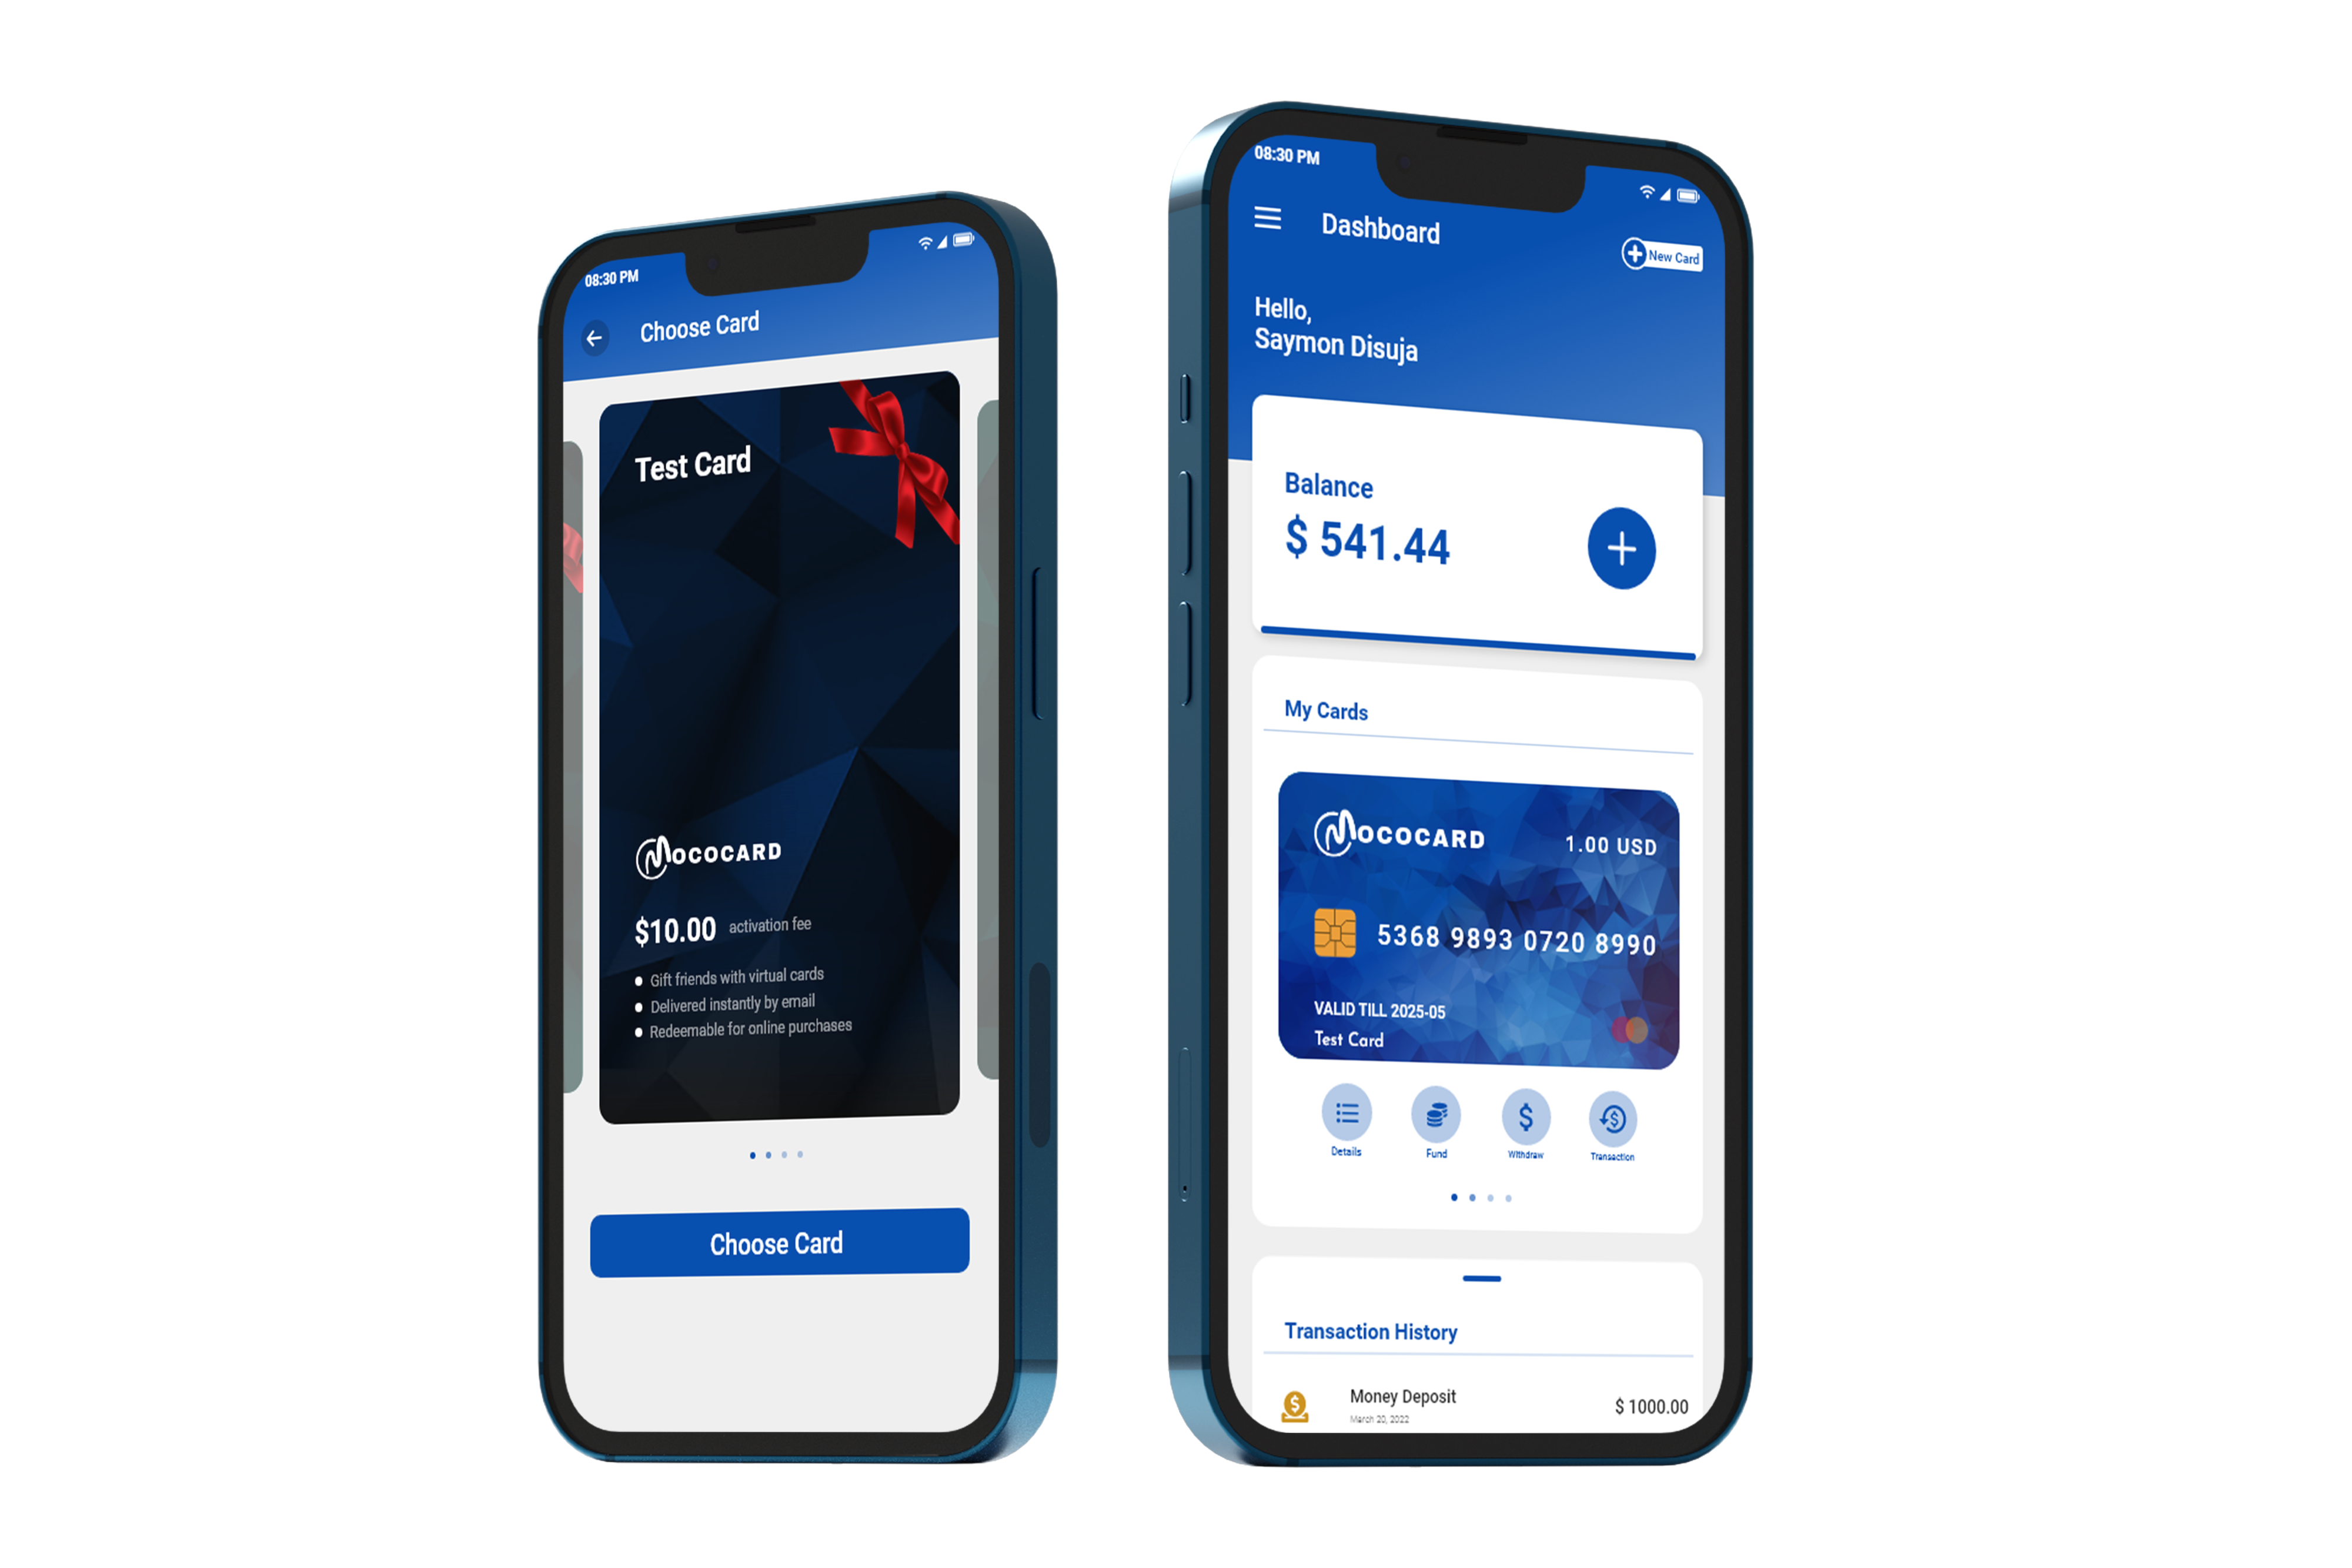 08:30 PM
Choose Card
Test Card
MOCOCARD
$10.00 activation fee
Gift friends with virtual cards
Delivered instantly by email
Redeemable for online purchases
Choose Card
08:30 PM
Dashboard
New Card
Hello,
Saymon Disuja
Balance
$ 541.44
My Cards
MOCOCARD 1.00 USD
5368 9893 0720 8990
VALID TILL 2025-05
Test Card
Details Fund Withdraw Transaction
Transaction History
Money Deposit $ 1000.00
March 20, 2022